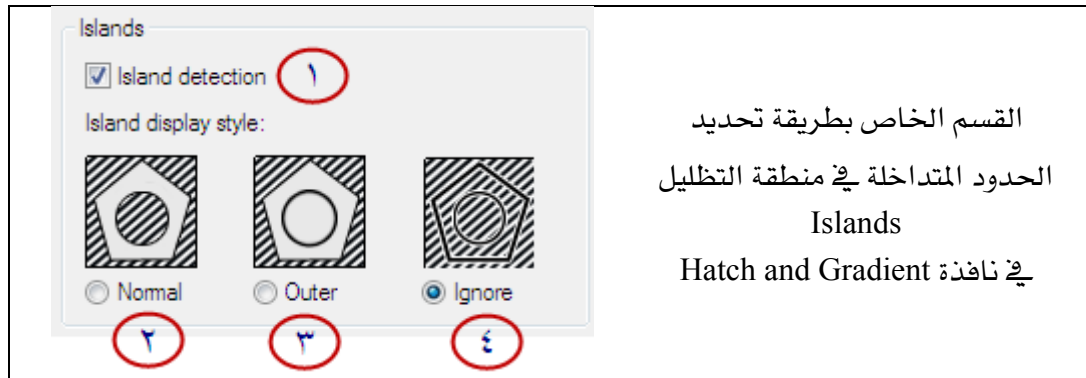 Islands
Island detection ١
Island display style:
Normal Outer Ignore
٢ ٣ ٤
القسم الخاص بطريقة تحديد
الحدود المتداخلة في منطقة التظليل
Islands
في نافذة Hatch and Gradient